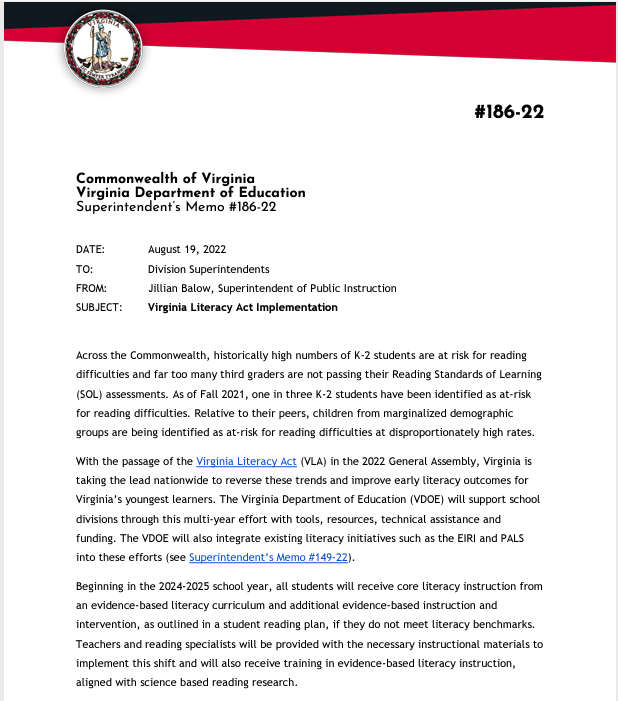 VIRGINIA
#186-22
Commonwealth of Virginia
Virginia Department of Education
Superintendent's Memo #186-22
DATE: August 19, 2022
TO: Division Superintendents
FROM: Jillian Balow, Superintendent of Public Instruction
SUBJECT: Virginia Literacy Act Implementation
Across the Commonwealth, historically high numbers of K-2 students are at risk for reading
difficulties and far too many third graders are not passing their Reading Standards of Learning
(SOL) assessments. As of Fall 2021, one in three K-2 students have been identified as at-risk
for reading difficulties. Relative to their peers, children from marginalized demographic
groups are being identified as at-risk for reading difficulties at disproportionately high rates.
With the passage of the Virginia Literacy Act (VLA) in the 2022 General Assembly, Virginia is
taking the lead nationwide to reverse these trends and improve early literacy outcomes for
Virginia's youngest learners. The Virginia Department of Education (VDOE) will support school
divisions through this multi-year effort with tools, resources, technical assistance and
funding. The VDOE will also integrate existing literacy initiatives such as the EIRI and PALS
into these efforts (see Superintendent's Memo #149-22).
Beginning in the 2024-2025 school year, all students will receive core literacy instruction from
an evidence-based literacy curriculum and additional evidence-based instruction and
intervention, as outlined in a student reading plan, if they do not meet literacy benchmarks.
Teachers and reading specialists will be provided with the necessary instructional materials to
implement this shift and will also receive training in evidence-based literacy instruction,
aligned with science based reading research.